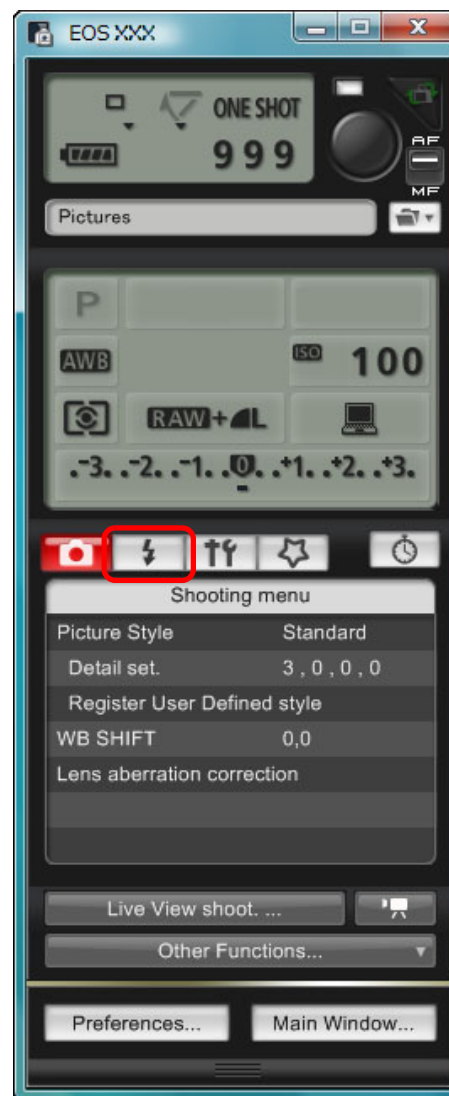 EOS XXX
ONE SHOT
999
AF
MF
Pictures
P
AWB
ISO 100
RAW+L
.-3. .-2. .-1. .0. .+1. .+2. .+3.
Shooting menu
Picture Style Standard
Detail set. 3 , 0 , 0 , 0
Register User Defined style
WB SHIFT 0,0
Lens aberration correction
Live View shoot. ...
Other Functions...
Preferences... Main Window...